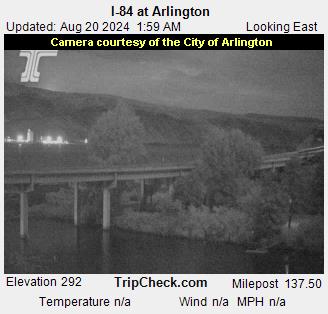 I-84 at Arlington
Updated: Aug 20 2024 1:59 AM Looking East
Camera courtesy of the City of Arlington
Elevation 292 TripCheck.com Milepost 137.50
Temperature n/a Wind n/a MPH n/a